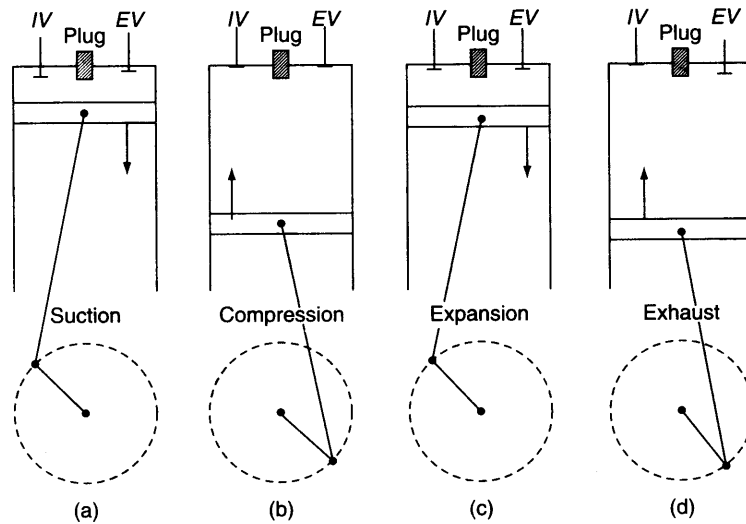 IV EV IV EV IV EV IV EV
Plug Plug Plug Plug
Suction Compression Expansion Exhaust
(a) (b) (c) (d)